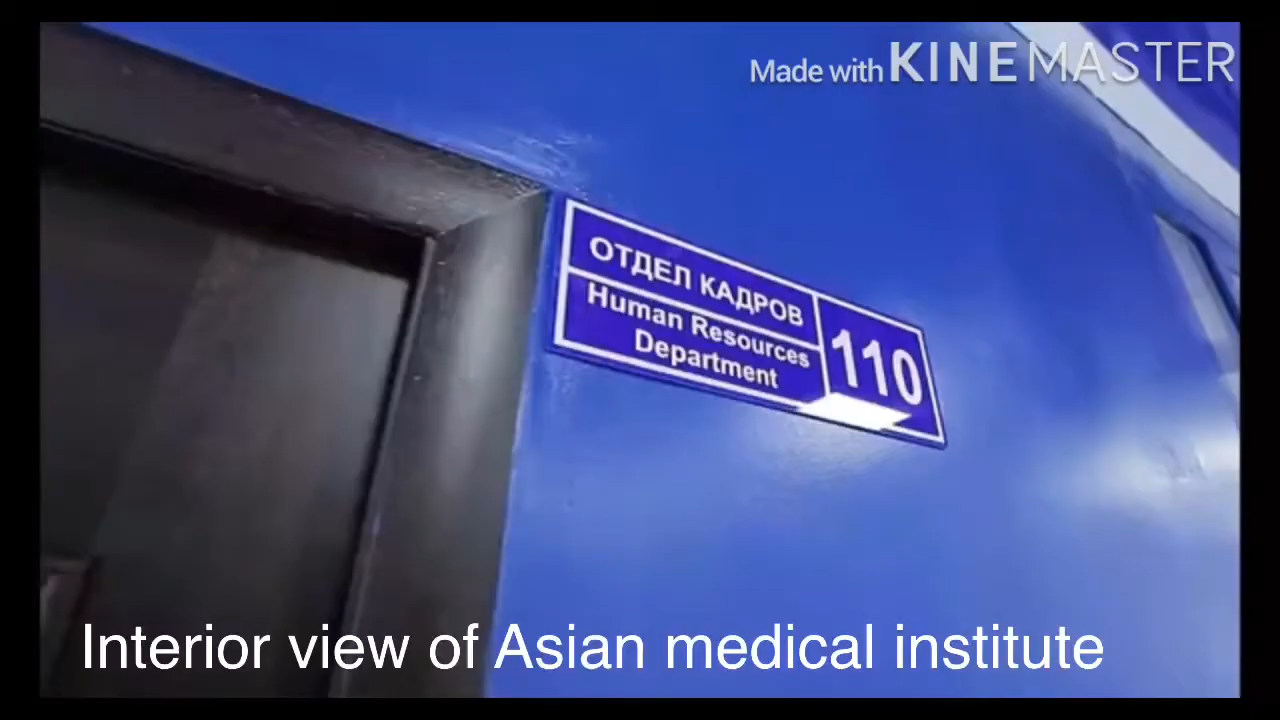 Made with KINEMASTER
ОТДЕЛ КАДРОВ
Human Resources
Department
110
Interior view of Asian medical institute